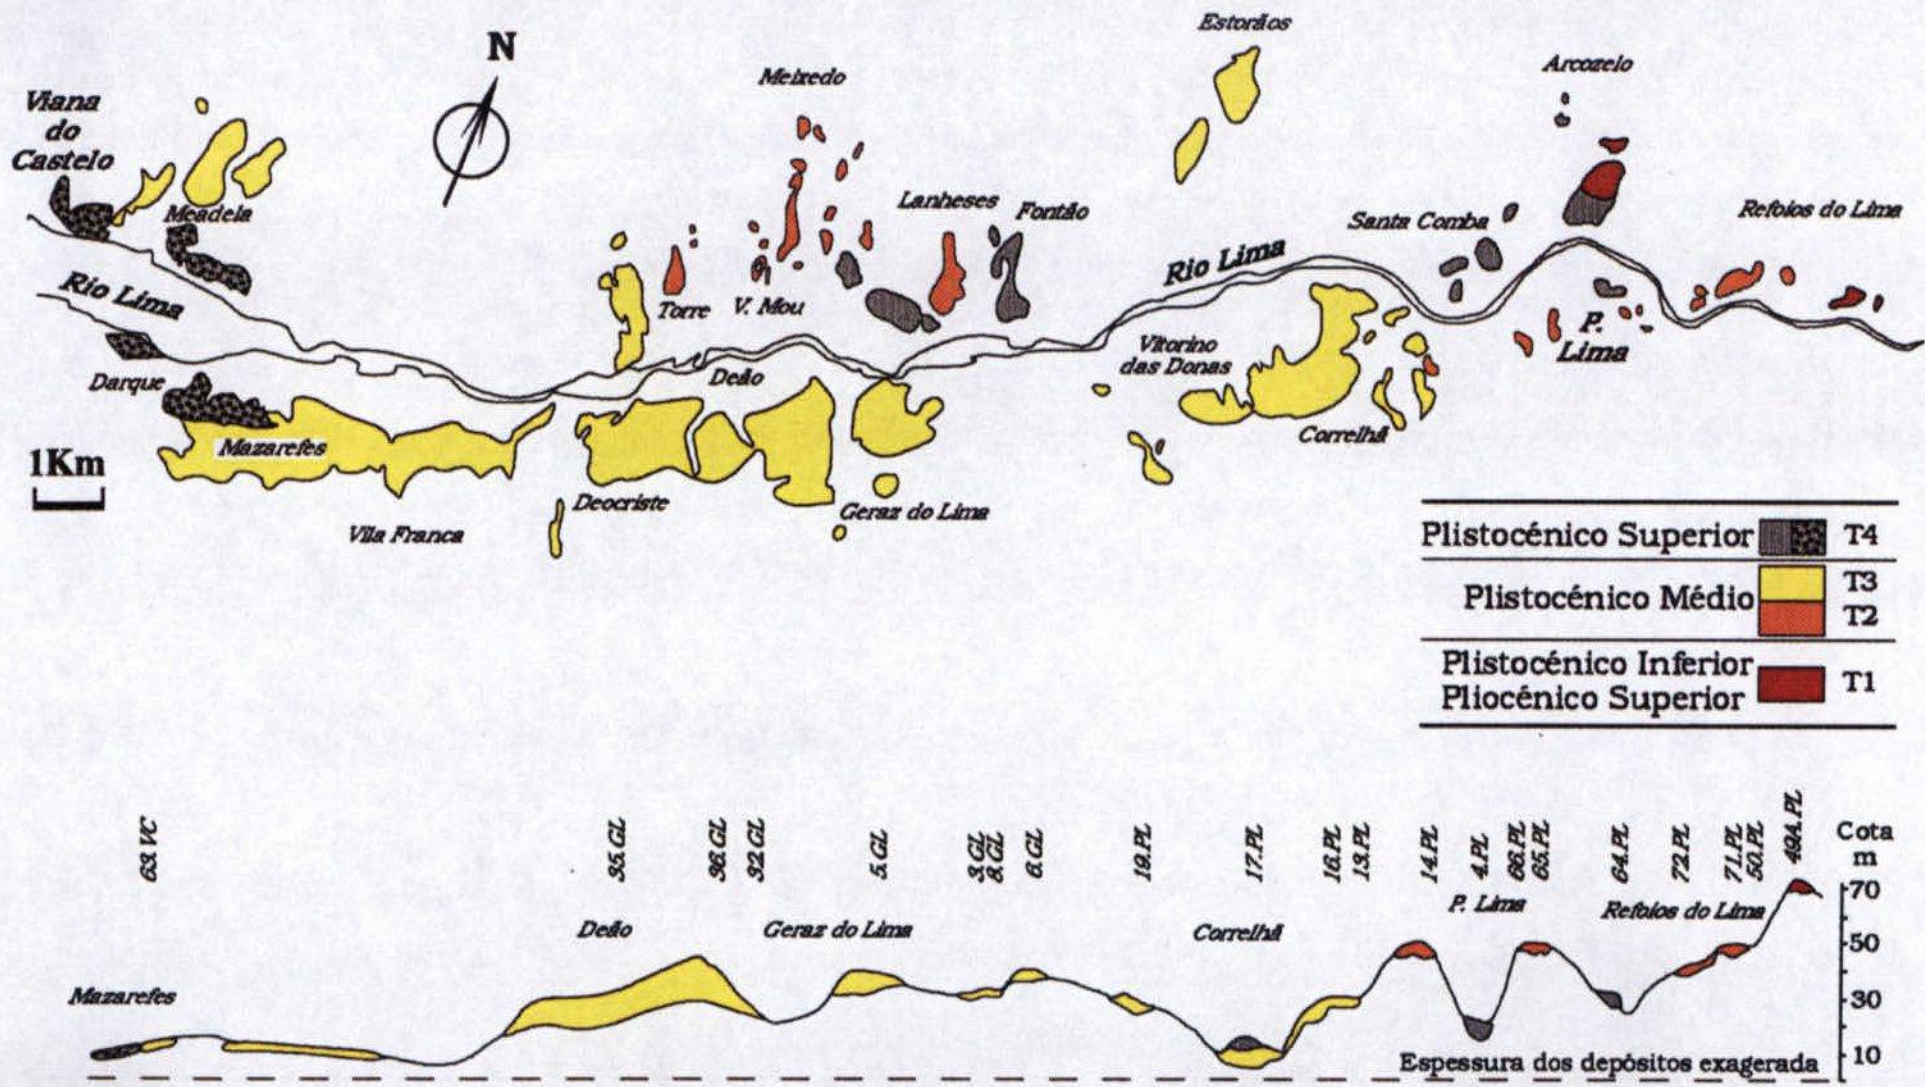 Estorãos
N
Meixedo
Arcozelo
Viana
do
Castelo
Meadela
Lanheses
Fontão
Santa Comba
Refoios do Lima
Rio Lima
Rio Lima
Torre
V. Mou
P.
Lima
Vitorino
das Donas
Darque
Deão
Mazarefes
Correlhã
1Km
Deocriste
Geraz do Lima
Vila Franca
Plistocénico Superior T4
Plistocénico Médio T3
T2
Plistocénico Inferior
Pliocénico Superior T1
63.VC
35.GL
36.GL
32.GL
5.GL
3.GL
8.GL
6.GL
19.PL
17.PL
16.PL
13.PL
14.PL
4.PL
66.PL
65.PL
64.PL
72.PL
71.PL
50.PL
49A.PL
Cota
m
70
50
30
10
Mazarefes
Deão
Geraz do Lima
Correlhã
P. Lima
Refoios do Lima
Espessura dos depósitos exagerada